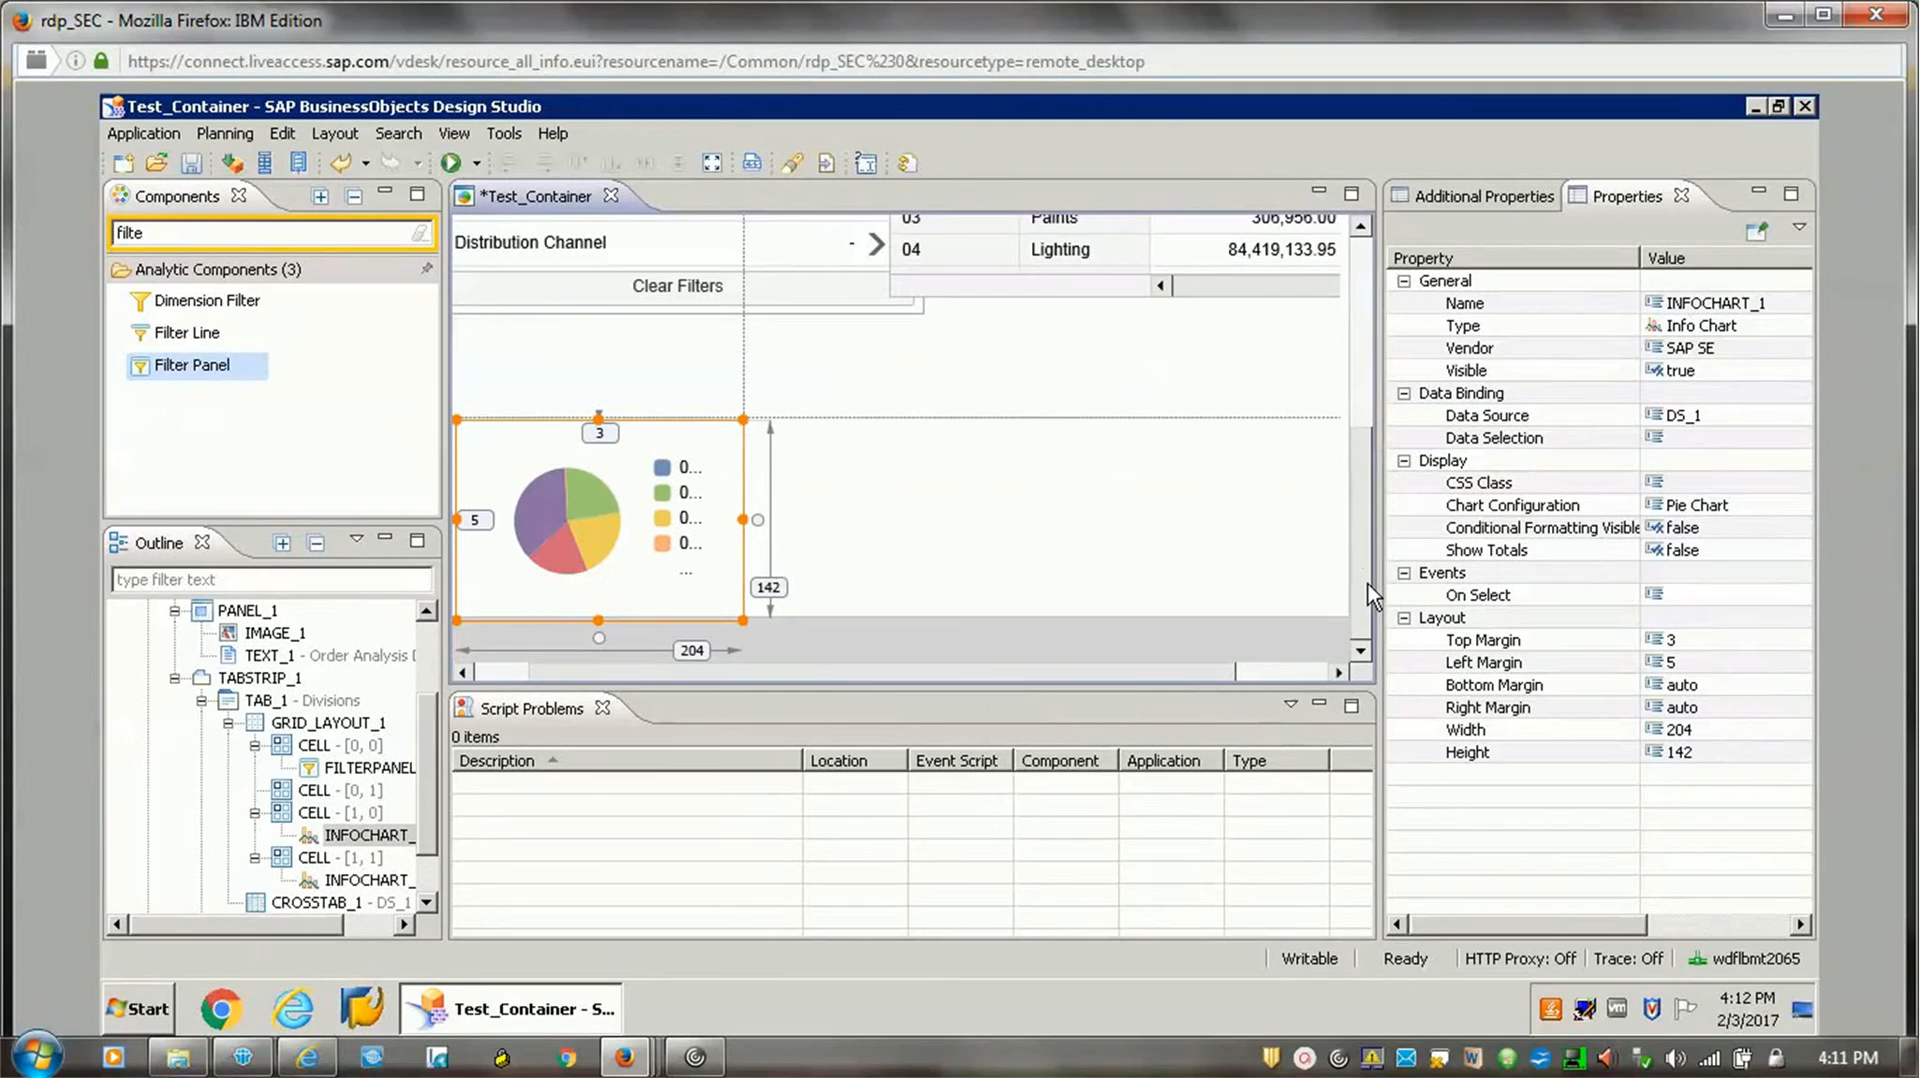 rdp_SEC - Mozilla Firefox: IBM Edition
https://connect.liveaccess.sap.com/vdesk/resource_all_info.eui?resourcename=/Common/rdp_SEC%230&resourcetype=remote_desktop
Test_Container - SAP BusinessObjects Design Studio
Application Planning Edit Layout Search View Tools Help
Components
filte
Analytic Components (3)
Dimension Filter
Filter Line
Filter Panel
Outline
type filter text
PANEL_1
IMAGE_1
TEXT_1 - Order Analysis
TABSTRIP_1
TAB_1 - Divisions
GRID_LAYOUT_1
CELL - [0, 0]
FILTERPANEL
CELL - [0, 1]
CELL - [1, 0]
INFOCHART_
CELL - [1, 1]
INFOCHART_
CROSSTAB_1 - DS_1
*Test_Container
03 Paints 306,956.00
Distribution Channel -
04 Lighting 84,419,133.95
Clear Filters
3
5
0...
0...
0...
0...
...
142
204
Script Problems
0 items
Description Location Event Script Component Application Type
Additional Properties Properties
Property Value
General
Name INFOCHART_1
Type Info Chart
Vendor SAP SE
Visible true
Data Binding
Data Source DS_1
Data Selection
Display
CSS Class
Chart Configuration Pie Chart
Conditional Formatting Visible false
Show Totals false
Events
On Select
Layout
Top Margin 3
Left Margin 5
Bottom Margin auto
Right Margin auto
Width 204
Height 142
Writable Ready HTTP Proxy: Off Trace: Off wdflbmt2065
Start
Test_Container - S...
4:12 PM
2/3/2017
4:11 PM